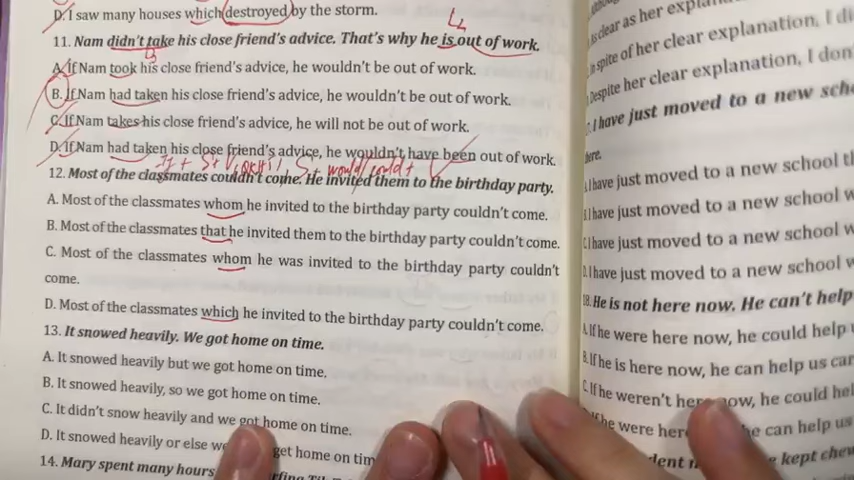 D. I saw many houses which destroyed by the storm.
11. Nam didn't take his close friend's advice. That's why he is out of work.
A. If Nam took his close friend's advice, he wouldn't be out of work.
B. If Nam had taken his close friend's advice, he wouldn't be out of work.
C. If Nam takes his close friend's advice, he will not be out of work.
D. If Nam had taken his close friend's advice, he wouldn't have been out of work.
If + S + V
S + would/could +
12. Most of the classmates couldn't come. He invited them to the birthday party.
A. Most of the classmates whom he invited to the birthday party couldn't come.
B. Most of the classmates that he invited them to the birthday party couldn't come.
C. Most of the classmates whom he was invited to the birthday party couldn't
come.
D. Most of the classmates which he invited to the birthday party couldn't come.
13. It snowed heavily. We got home on time.
A. It snowed heavily but we got home on time.
B. It snowed heavily, so we got home on time.
C. It didn't snow heavily and we got home on time.
D. It snowed heavily or else we get home on
14. Mary spent many hours
as clear as her
In spite of her clear explanation, I
Despite her clear explanation, I don
I have just moved to a new
here.
I have just moved to a new school
I have just moved to a new school
I have just moved to a new school
I have just moved to a new school
18. He is not here now. He can't help
A. If he were here now, he could help
B. If he is here now, he can help us
C. If he weren't here now, he could
he were here he can help us
kept